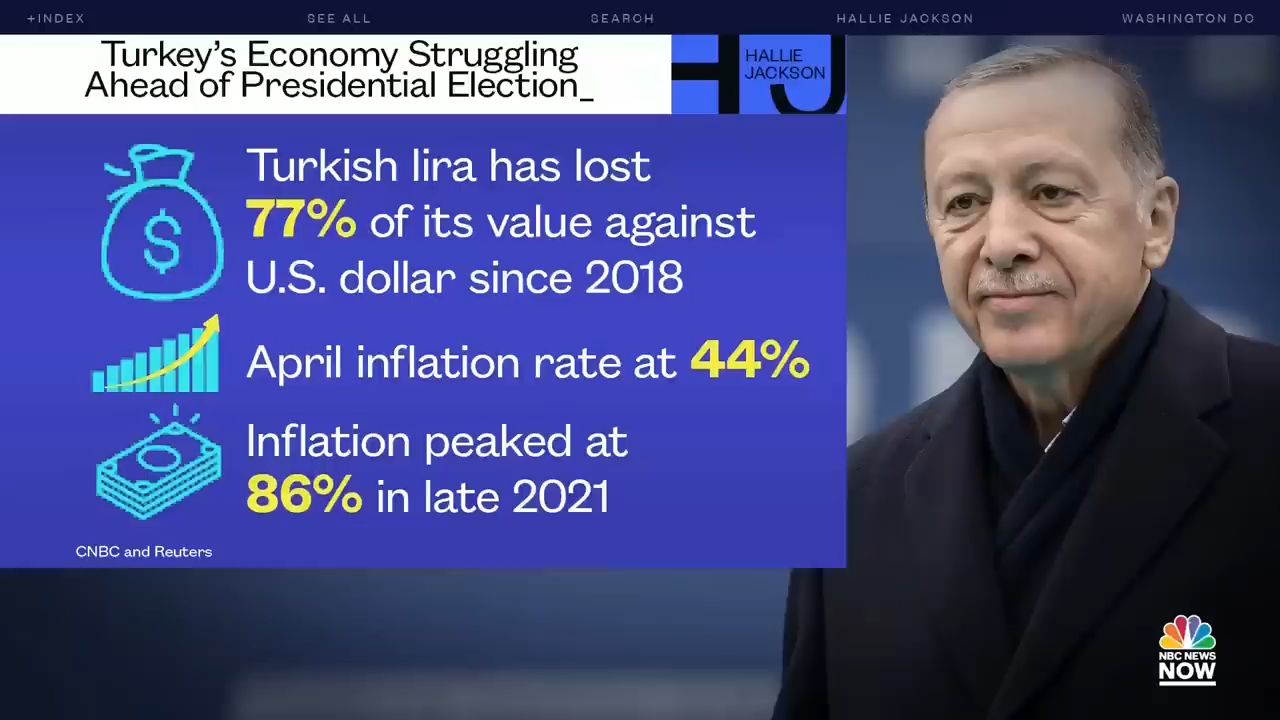 +INDEX
SEE ALL
SEARCH
HALLIE JACKSON
WASHINGTON DC
Turkey's Economy Struggling
Ahead of Presidential Election_
HJ
HALLIE
JACKSON
$
Turkish lira has lost
77% of its value against
U.S. dollar since 2018
April inflation rate at 44%
Inflation peaked at
86% in late 2021
CNBC and Reuters
NBC NEWS
NOW